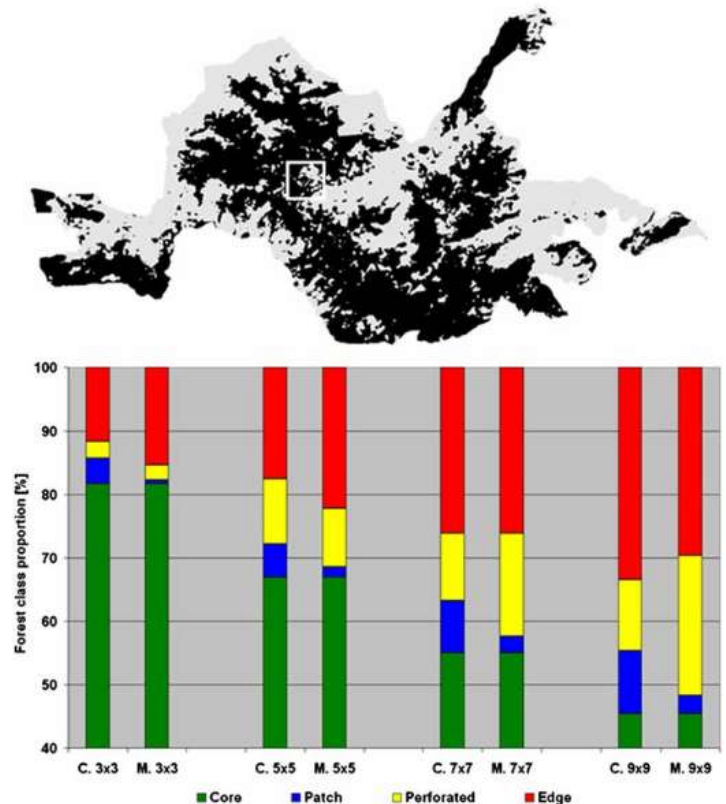 100
90
80
70
60
50
40
Forest class proportion [%]
C. 3x3 M. 3x3 C. 5x5 M. 5x5 C. 7x7 M. 7x7 C. 9x9 M. 9x9
Core Patch Perforated Edge